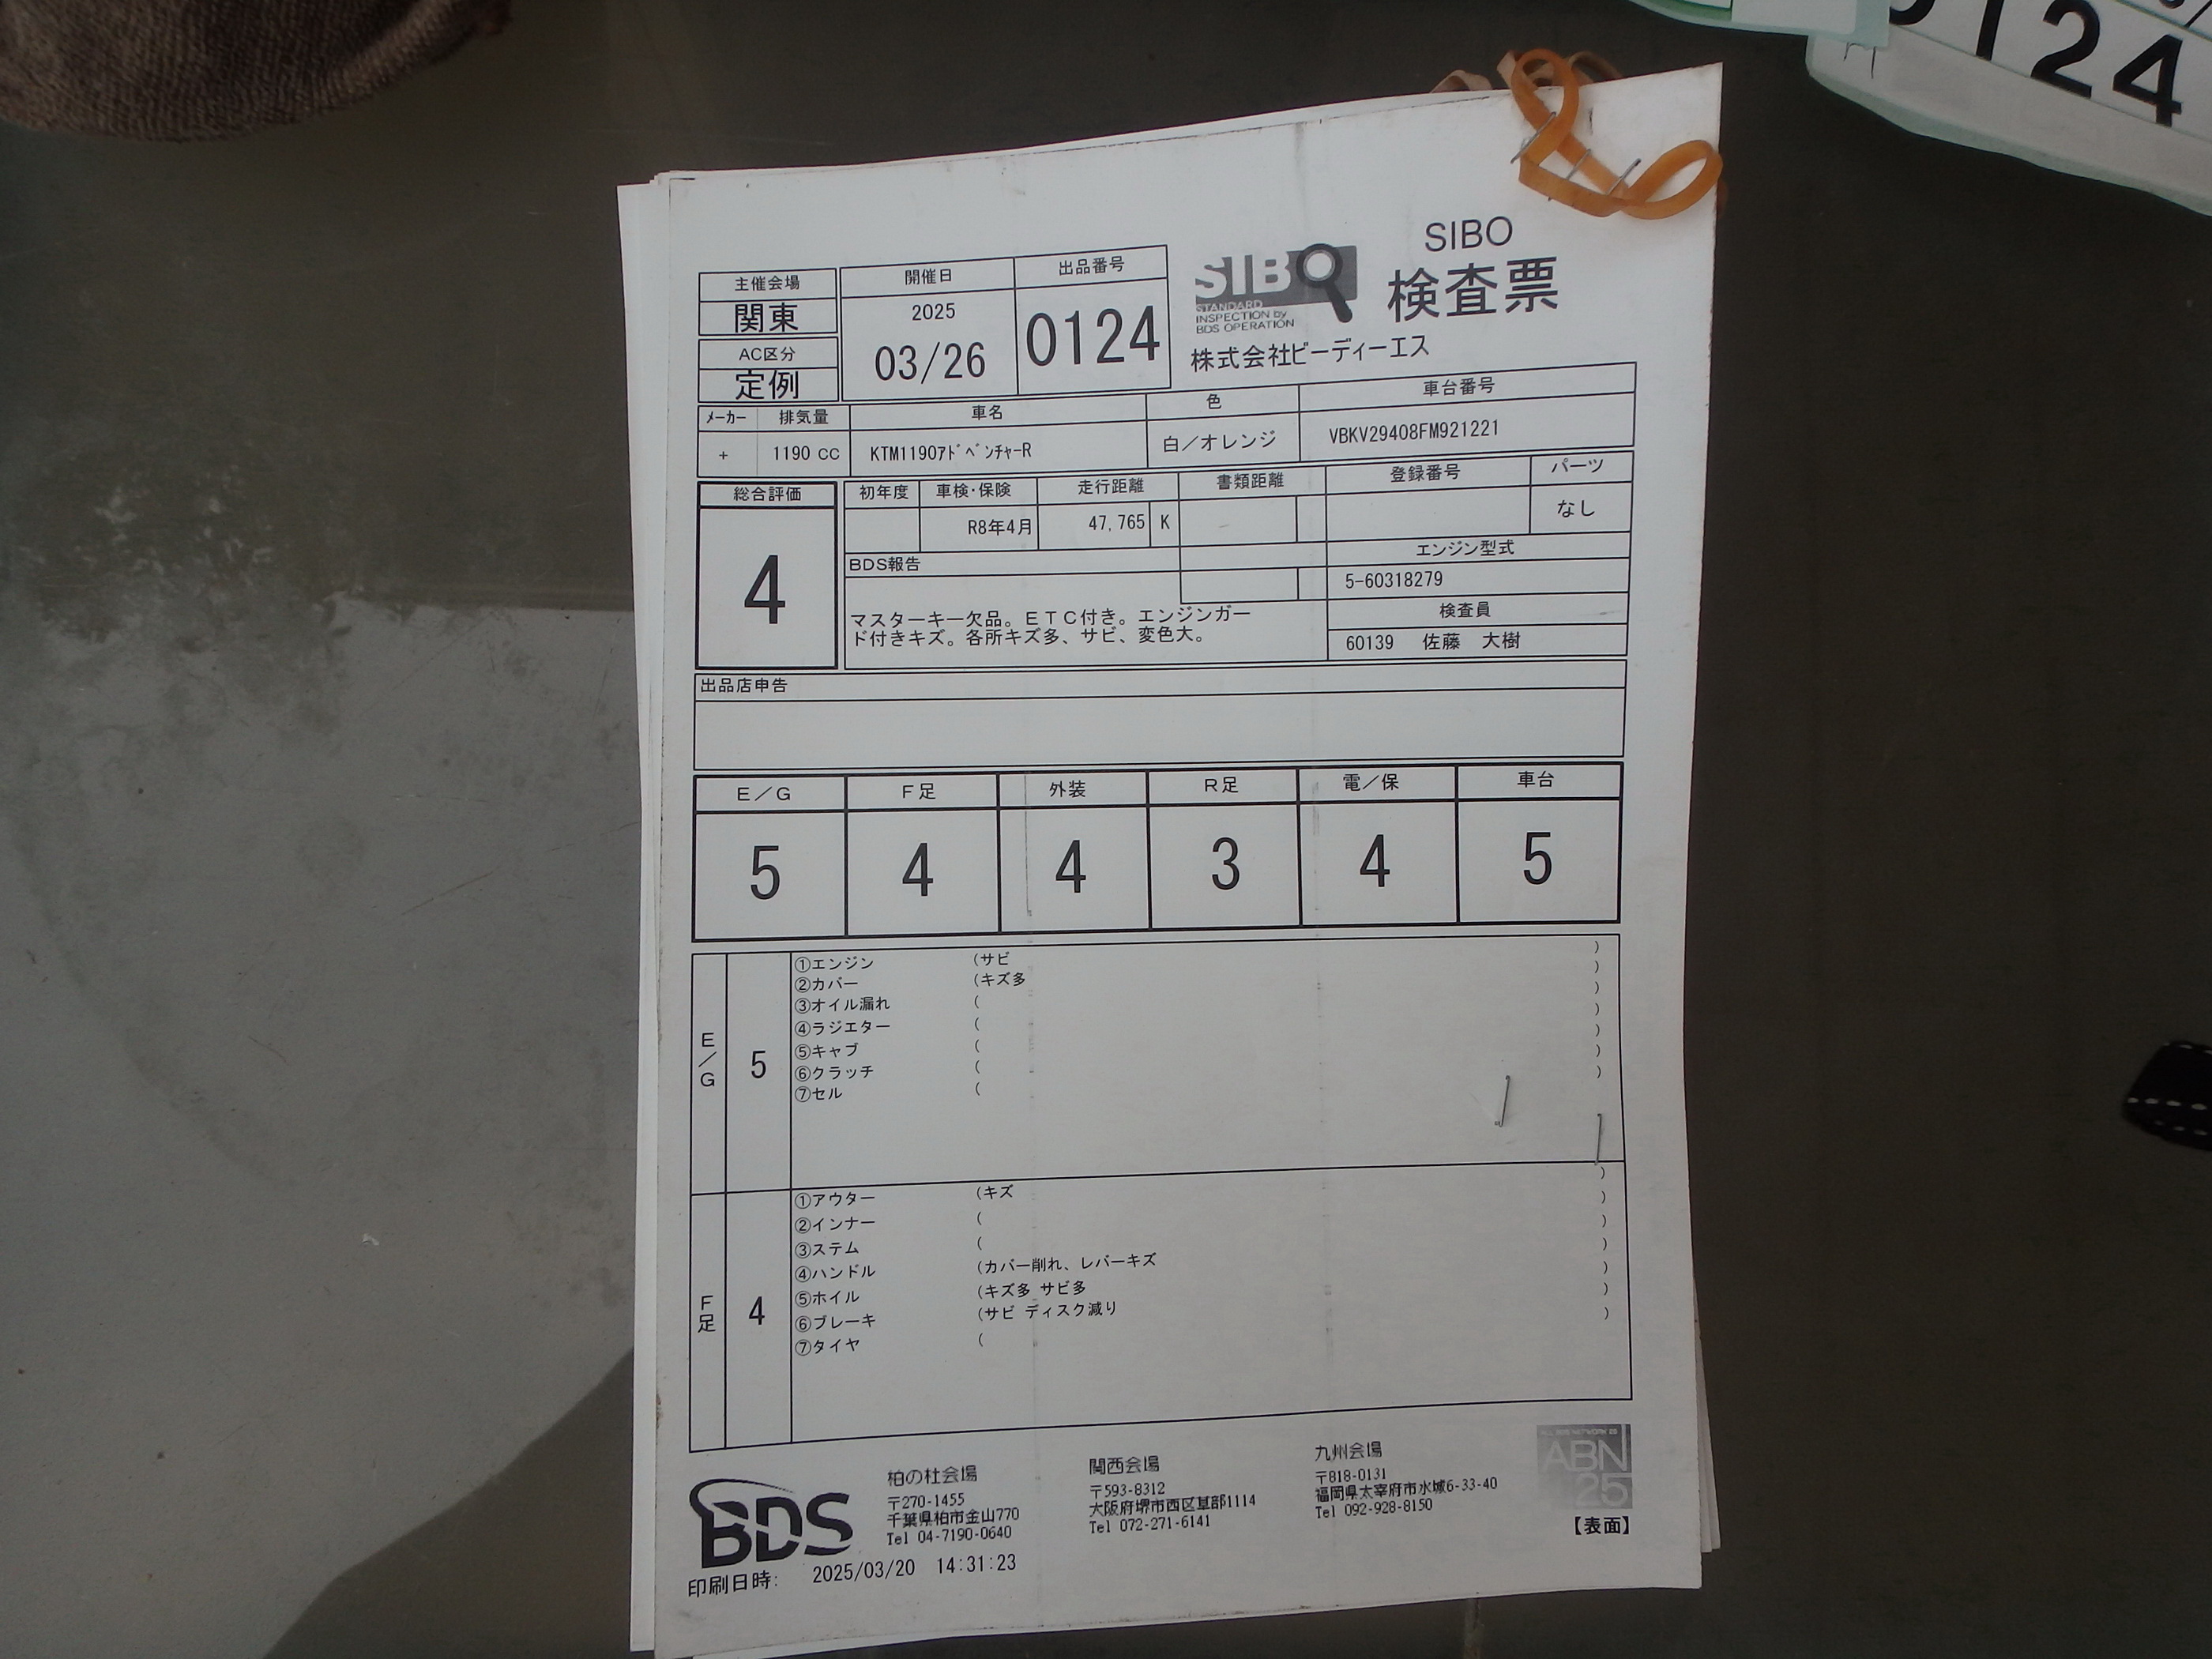 124
SIBO
検査票
SIBO
STANDARD
INSPECTION by
BDS OPERATION
株式会社ビーディーエス
主催会場
関東
AC区分
定例
開催日
2025
03/26
出品番号
0124
メーカー 排気量 車名 色 車台番号
+ 1190 CC KTM1190アドベンチャーR 白/オレンジ VBKV29408FM921221
総合評価
4
初年度 車検・保険 走行距離 書類距離 登録番号 パーツ
R8年4月 47,765 K - なし
BDS報告
マスターキー欠品。ETC付き。エンジンガー
ド付きキズ。各所キズ多、サビ、変色大。
エンジン型式
5-60318279
検査員
60139 佐藤 大樹
出品店申告
E/G F足 外装 R足 電/保 車台
5 4 4 3 4 5
E/G 5
①エンジン (サビ )
②カバー (キズ多 )
③オイル漏れ ( )
④ラジエター ( )
⑤キャブ ( )
⑥クラッチ ( )
⑦セル ( )
F足 4
①アウター (キズ )
②インナー ( )
③ステム ( )
④ハンドル (カバー削れ、レバーキズ )
⑤ホイル (キズ多 サビ多 )
⑥ブレーキ (サビ ディスク減り )
⑦タイヤ ( )
BDS
柏の杜会場
〒270-1455
千葉県柏市金山770
Tel 04-7190-0640
関西会場
〒593-8312
大阪府堺市西区草部1114
Tel 072-271-6141
九州会場
〒818-0131
福岡県太宰府市水城6-33-40
Tel 092-928-8150
ABN
25
【表面】
印刷日時: 2025/03/20 14:31:23